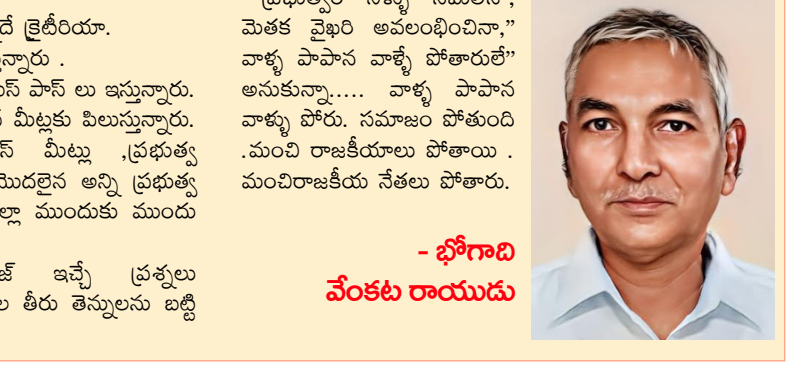 దే క్రైటీరియా.
న్నారు .
స్ పాస్ లు ఇస్తున్నారు.
మీట్లకు పిలుస్తున్నారు.
స్ మీట్లు ,ప్రభుత్వ
మొదలైన అన్ని ప్రభుత్వ
ల్లా ముందుకు ముందు
జ్ ఇచ్చే ప్రశ్నలు
ల తీరు తెన్నులను బట్టి
మెతక వైఖరి అవలంభించినా,”
వాళ్ళ పాపాన వాళ్ళే పోతారులే”
అనుకున్నా..... వాళ్ళ పాపాన
వాళ్ళు పోరు. సమాజం పోతుంది
.మంచి రాజకీయాలు పోతాయి .
మంచిరాజకీయ నేతలు పోతారు.
- భోగాది
వేంకట రాయుడు